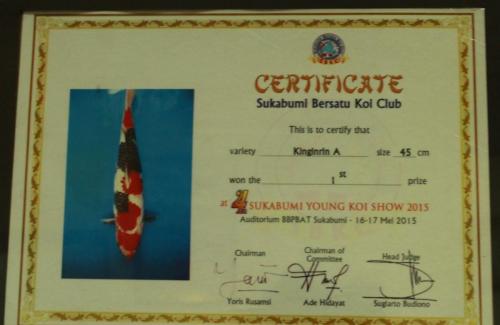 CERTIFICATE
Sukabumi Bersatu Koi Club
This is to certify that
variety Kinginrin A size 45 cm
won the 1st prize
at 4 SUKABUMI YOUNG KOI SHOW 2015
Auditorium BBPBAT Sukabumi - 16-17 Mei 2015
Chairman
Chairman of
Committee
Head Judge
Yoris Rusamsi
Ade Hidayat
Sugiarto Budiono